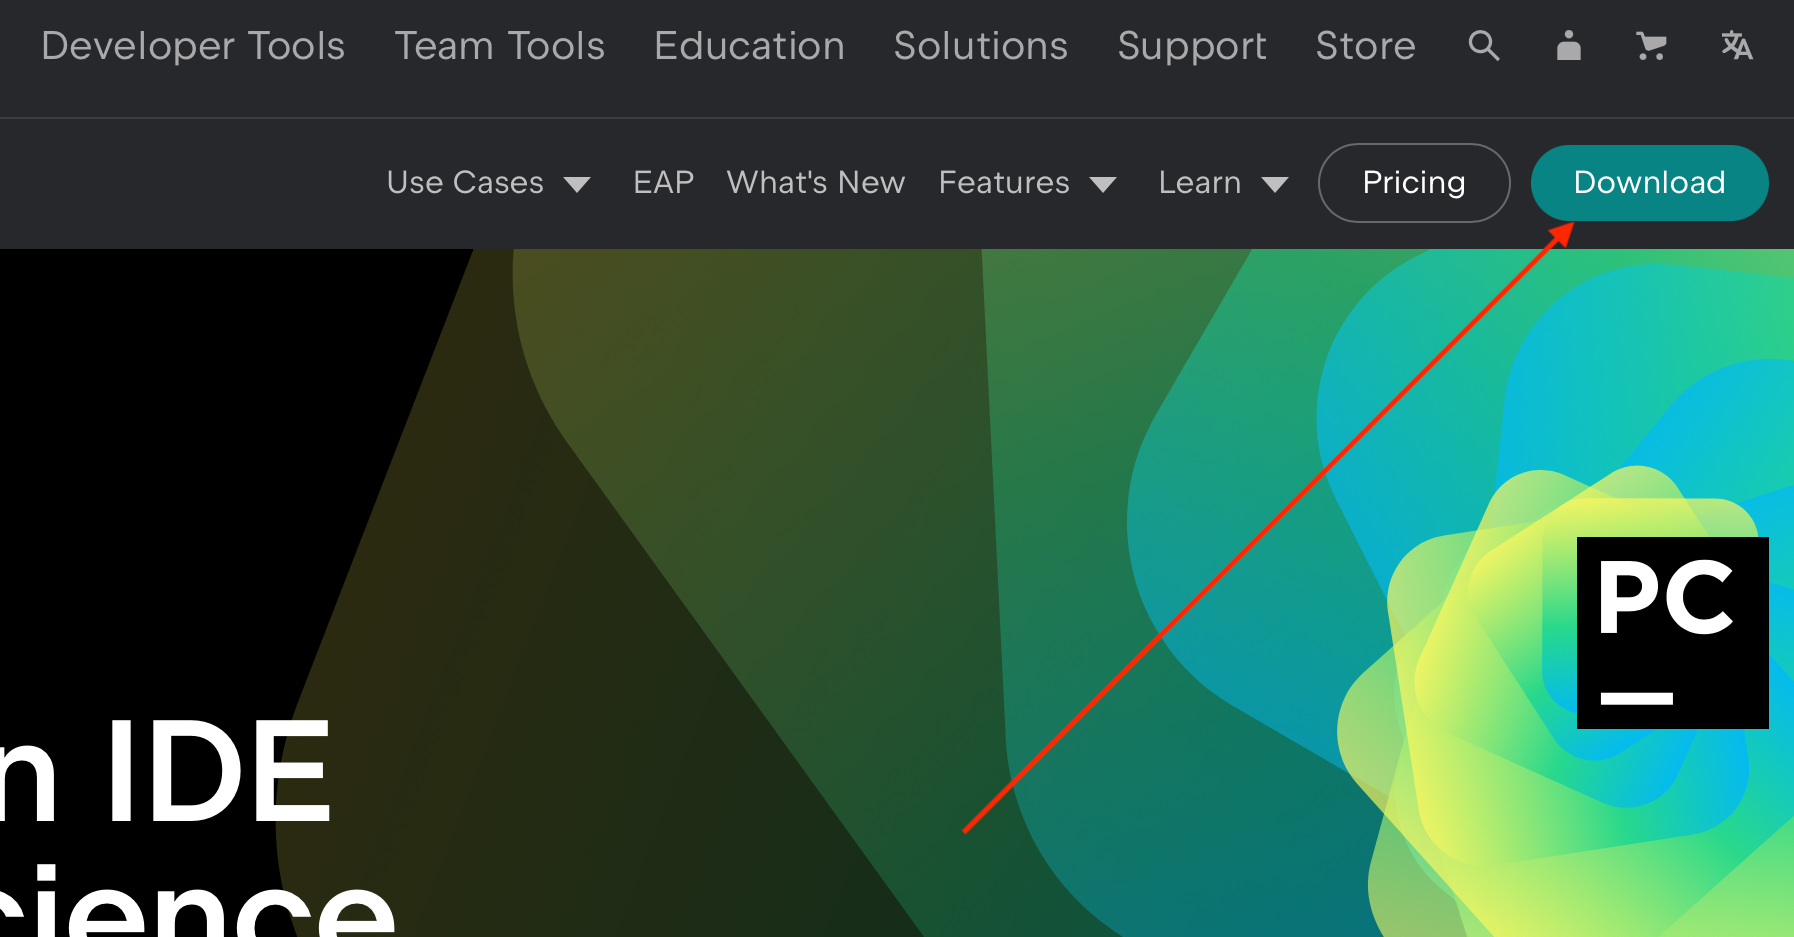 Developer Tools Team Tools Education Solutions Support Store
Use Cases EAP What's New Features Learn Pricing Download
PC
n IDE
cience